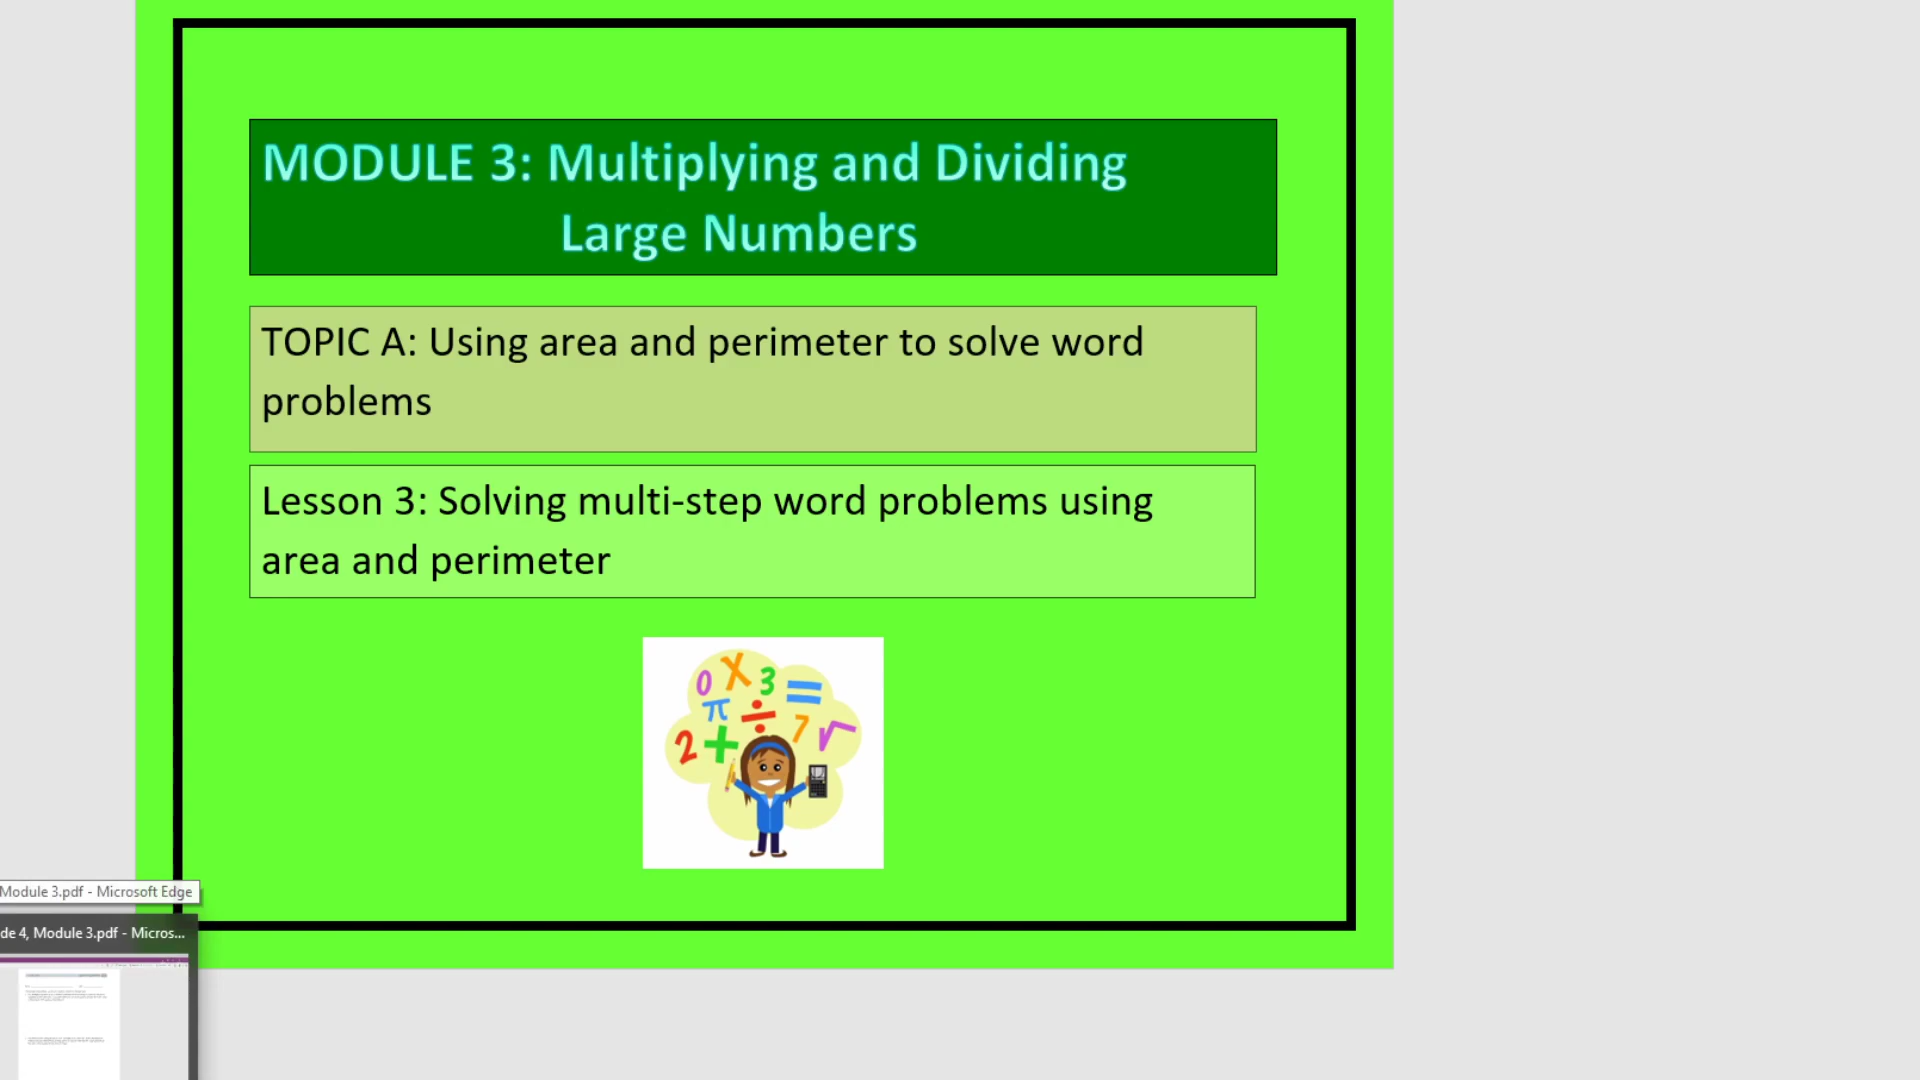 MODULE 3: Multiplying and Dividing
Large Numbers
TOPIC A: Using area and perimeter to solve word
problems
Lesson 3: Solving multi-step word problems using
area and perimeter
0 X 3 =
π ÷ 7 √
2 +
Module 3.pdf - Microsoft Edge
de 4, Module 3.pdf - Micros...